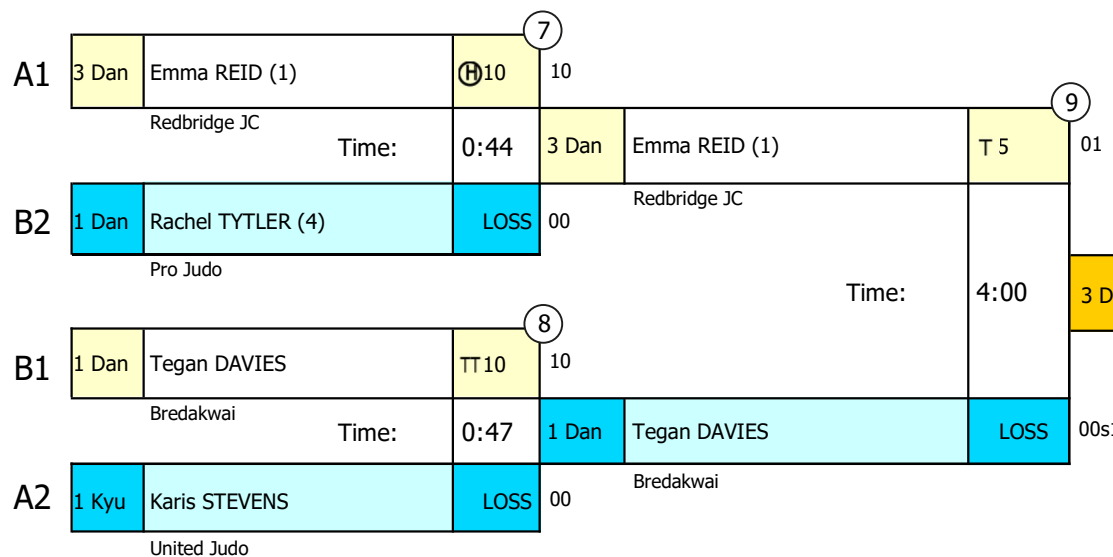 7
A1 3 Dan Emma REID (1) H10 10
9
Redbridge JC
Time: 0:44 3 Dan Emma REID (1) T 5 01
Redbridge JC
B2 1 Dan Rachel TYTLER (4) LOSS 00
Pro Judo
Time: 4:00 3 D
8
B1 1 Dan Tegan DAVIES TT10 10
Bredakwai
Time: 0:47 1 Dan Tegan DAVIES LOSS 00s1
Bredakwai
A2 1 Kyu Karis STEVENS LOSS 00
United Judo